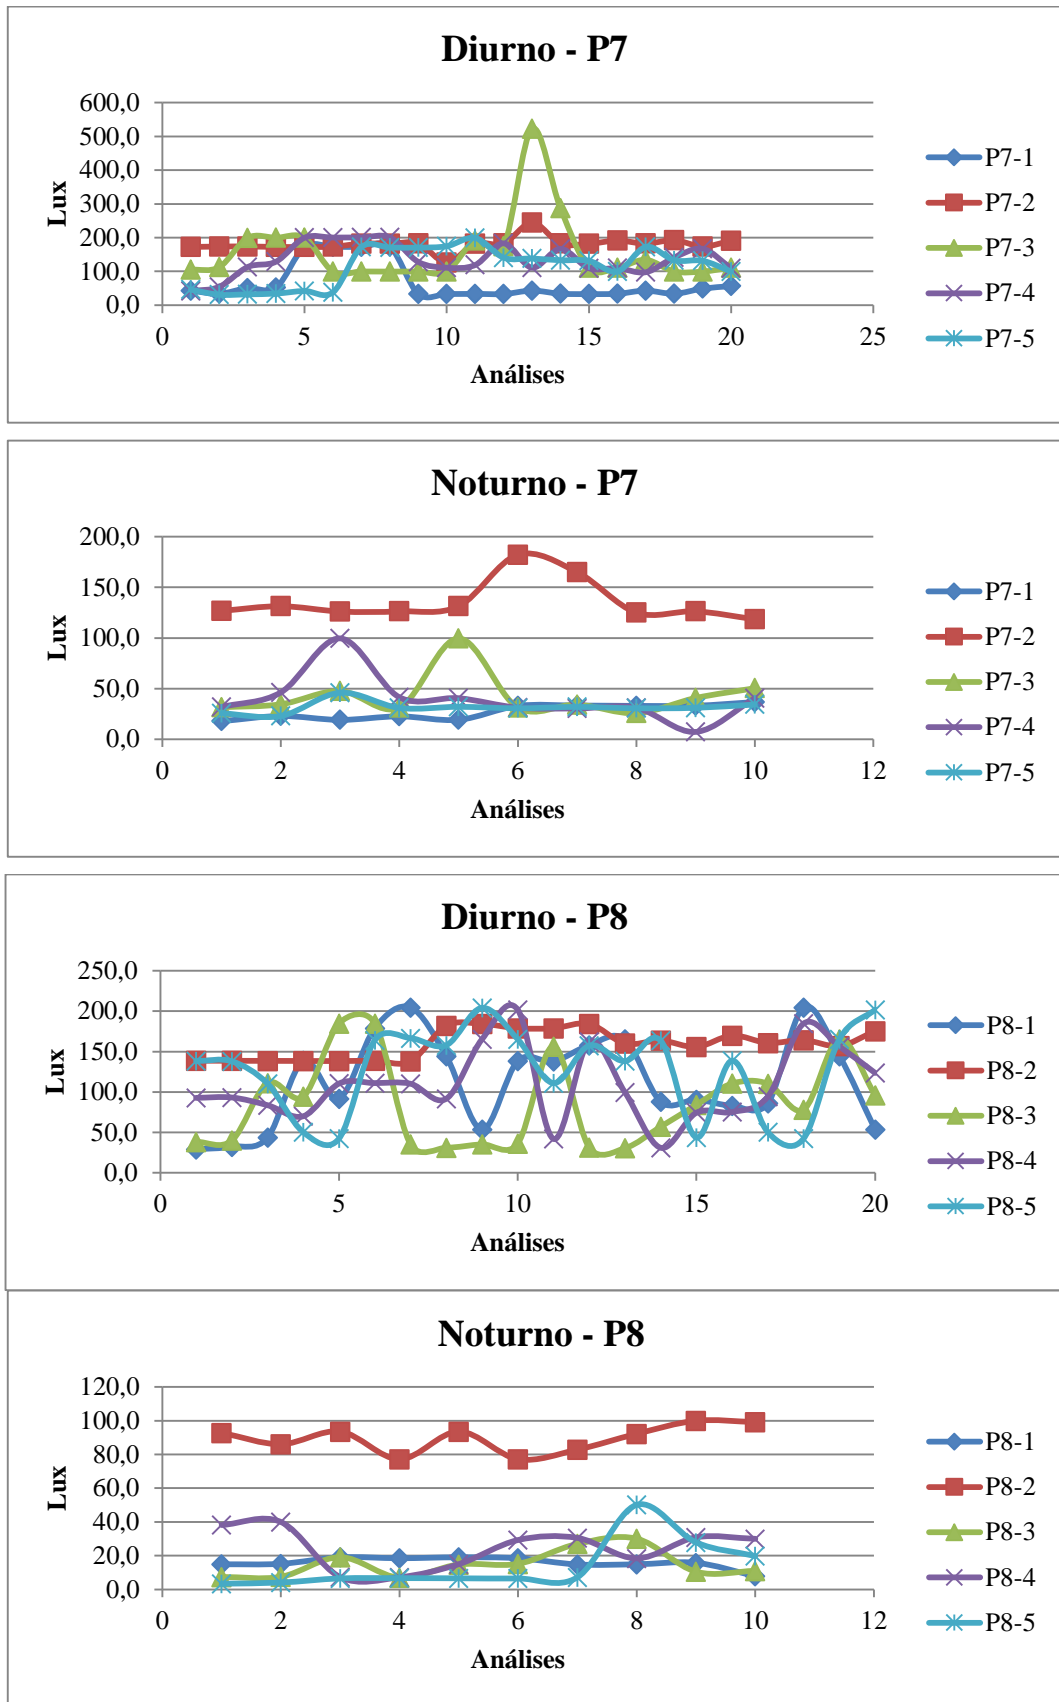 Diurno - P7
600,0
500,0
400,0
300,0
200,0
100,0
0,0
0 5 10 15 20 25
Lux
Análises
P7-1
P7-2
P7-3
P7-4
P7-5
Noturno - P7
200,0
150,0
100,0
50,0
0,0
0 2 4 6 8 10 12
Lux
Análises
P7-1
P7-2
P7-3
P7-4
P7-5
Diurno - P8
250,0
200,0
150,0
100,0
50,0
0,0
0 5 10 15 20
Lux
Análises
P8-1
P8-2
P8-3
P8-4
P8-5
Noturno - P8
120,0
100,0
80,0
60,0
40,0
20,0
0,0
0 2 4 6 8 10 12
Lux
Análises
P8-1
P8-2
P8-3
P8-4
P8-5